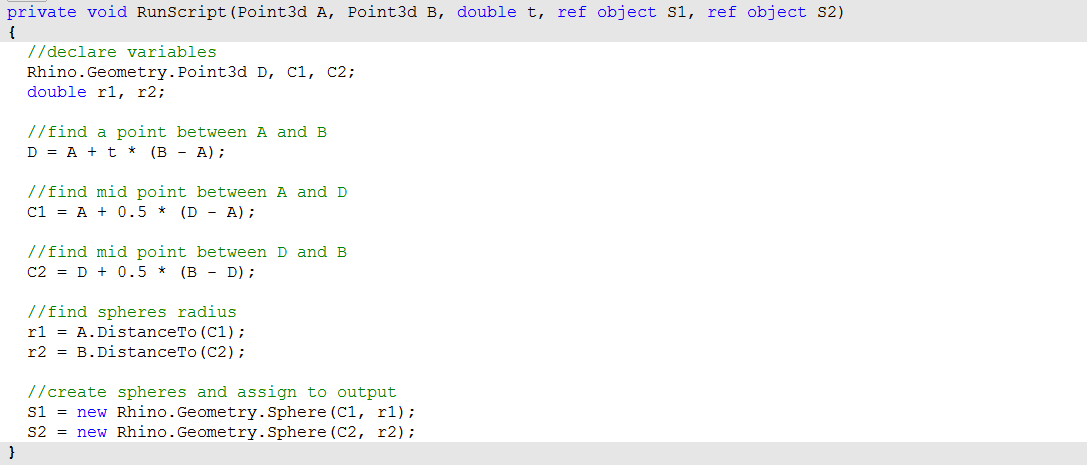 private void RunScript(Point3d A, Point3d B, double t, ref object S1, ref object S2)
{
//declare variables
Rhino.Geometry.Point3d D, C1, C2;
double r1, r2;
//find a point between A and B
D = A + t * (B - A);
//find mid point between A and D
C1 = A + 0.5 * (D - A);
//find mid point between D and B
C2 = D + 0.5 * (B - D);
//find spheres radius
r1 = A.DistanceTo(C1);
r2 = B.DistanceTo(C2);
//create spheres and assign to output
S1 = new Rhino.Geometry.Sphere(C1, r1);
S2 = new Rhino.Geometry.Sphere(C2, r2);
}